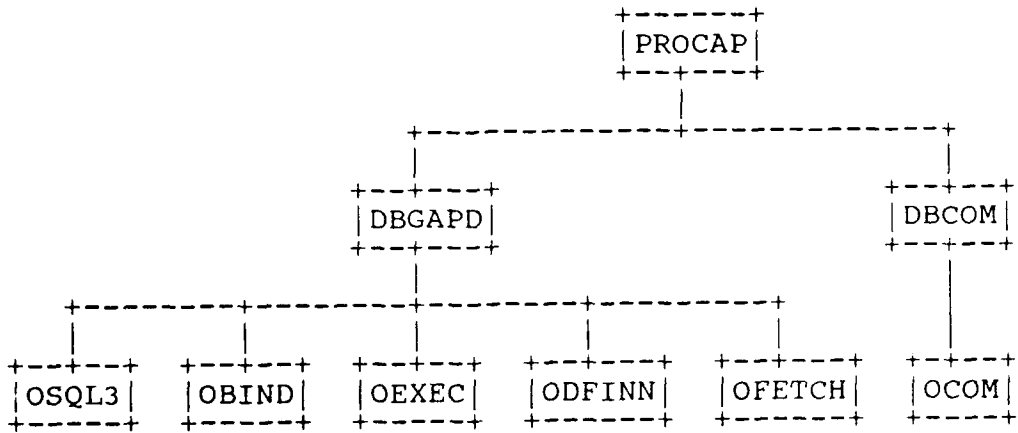 PROCAP
DBGAPD DBCOM
OSQL3 OBIND OEXEC ODFINN OFETCH OCOM